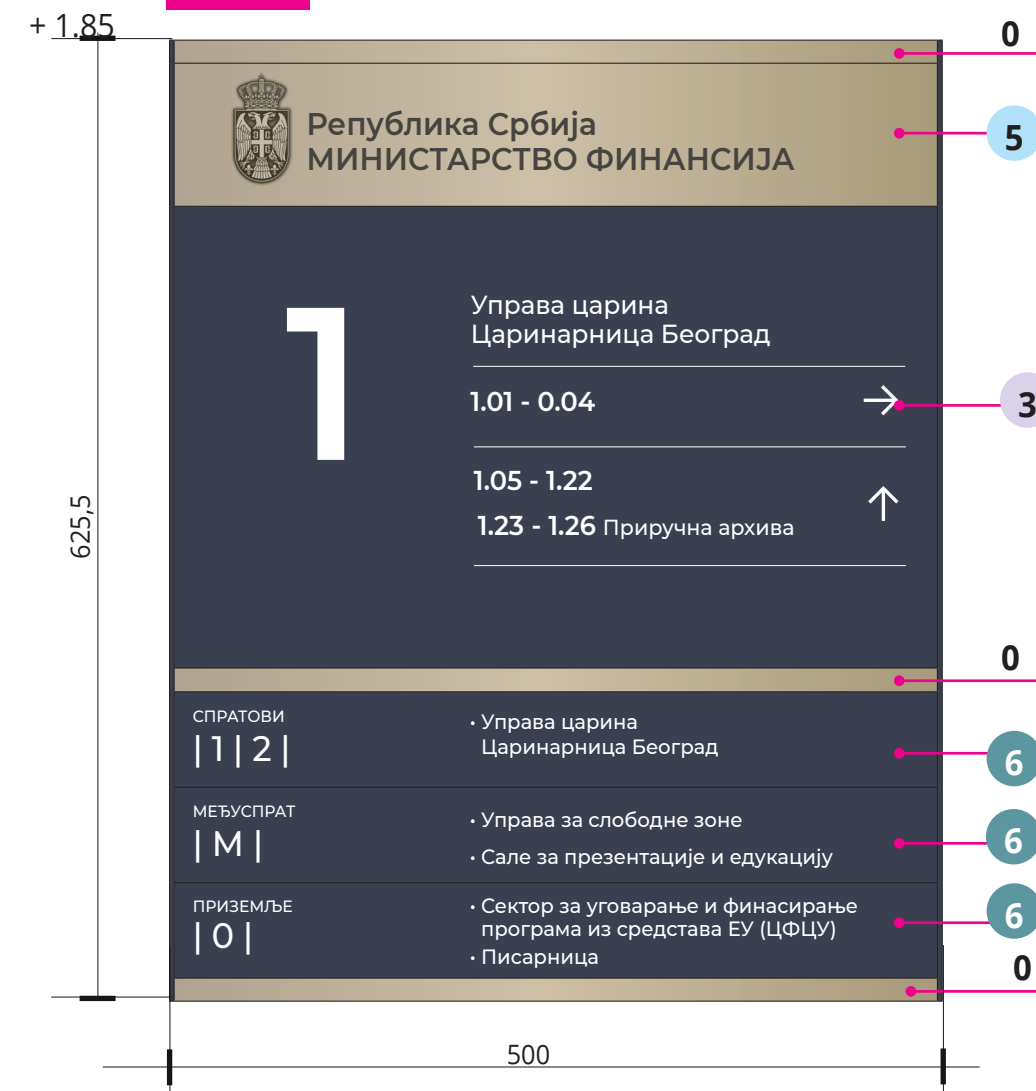 + 1.85
0
Република Србија
МИНИСТАРСТВО ФИНАНСИЈА
5
1
Управа царина
Царинарница Београд
1.01 - 0.04
3
1.05 - 1.22
1.23 - 1.26 Приручна архива
625,5
0
СПРАТОВИ
| 1 | 2 |
• Управа царина
Царинарница Београд
6
МЕЂУСПРАТ
| М |
• Управа за слободне зоне
• Сале за презентације и едукацију
6
ПРИЗЕМЉЕ
| 0 |
• Сектор за уговарање и финасирање
програма из средстава ЕУ (ЦФЦУ)
• Писарница
6
0
500